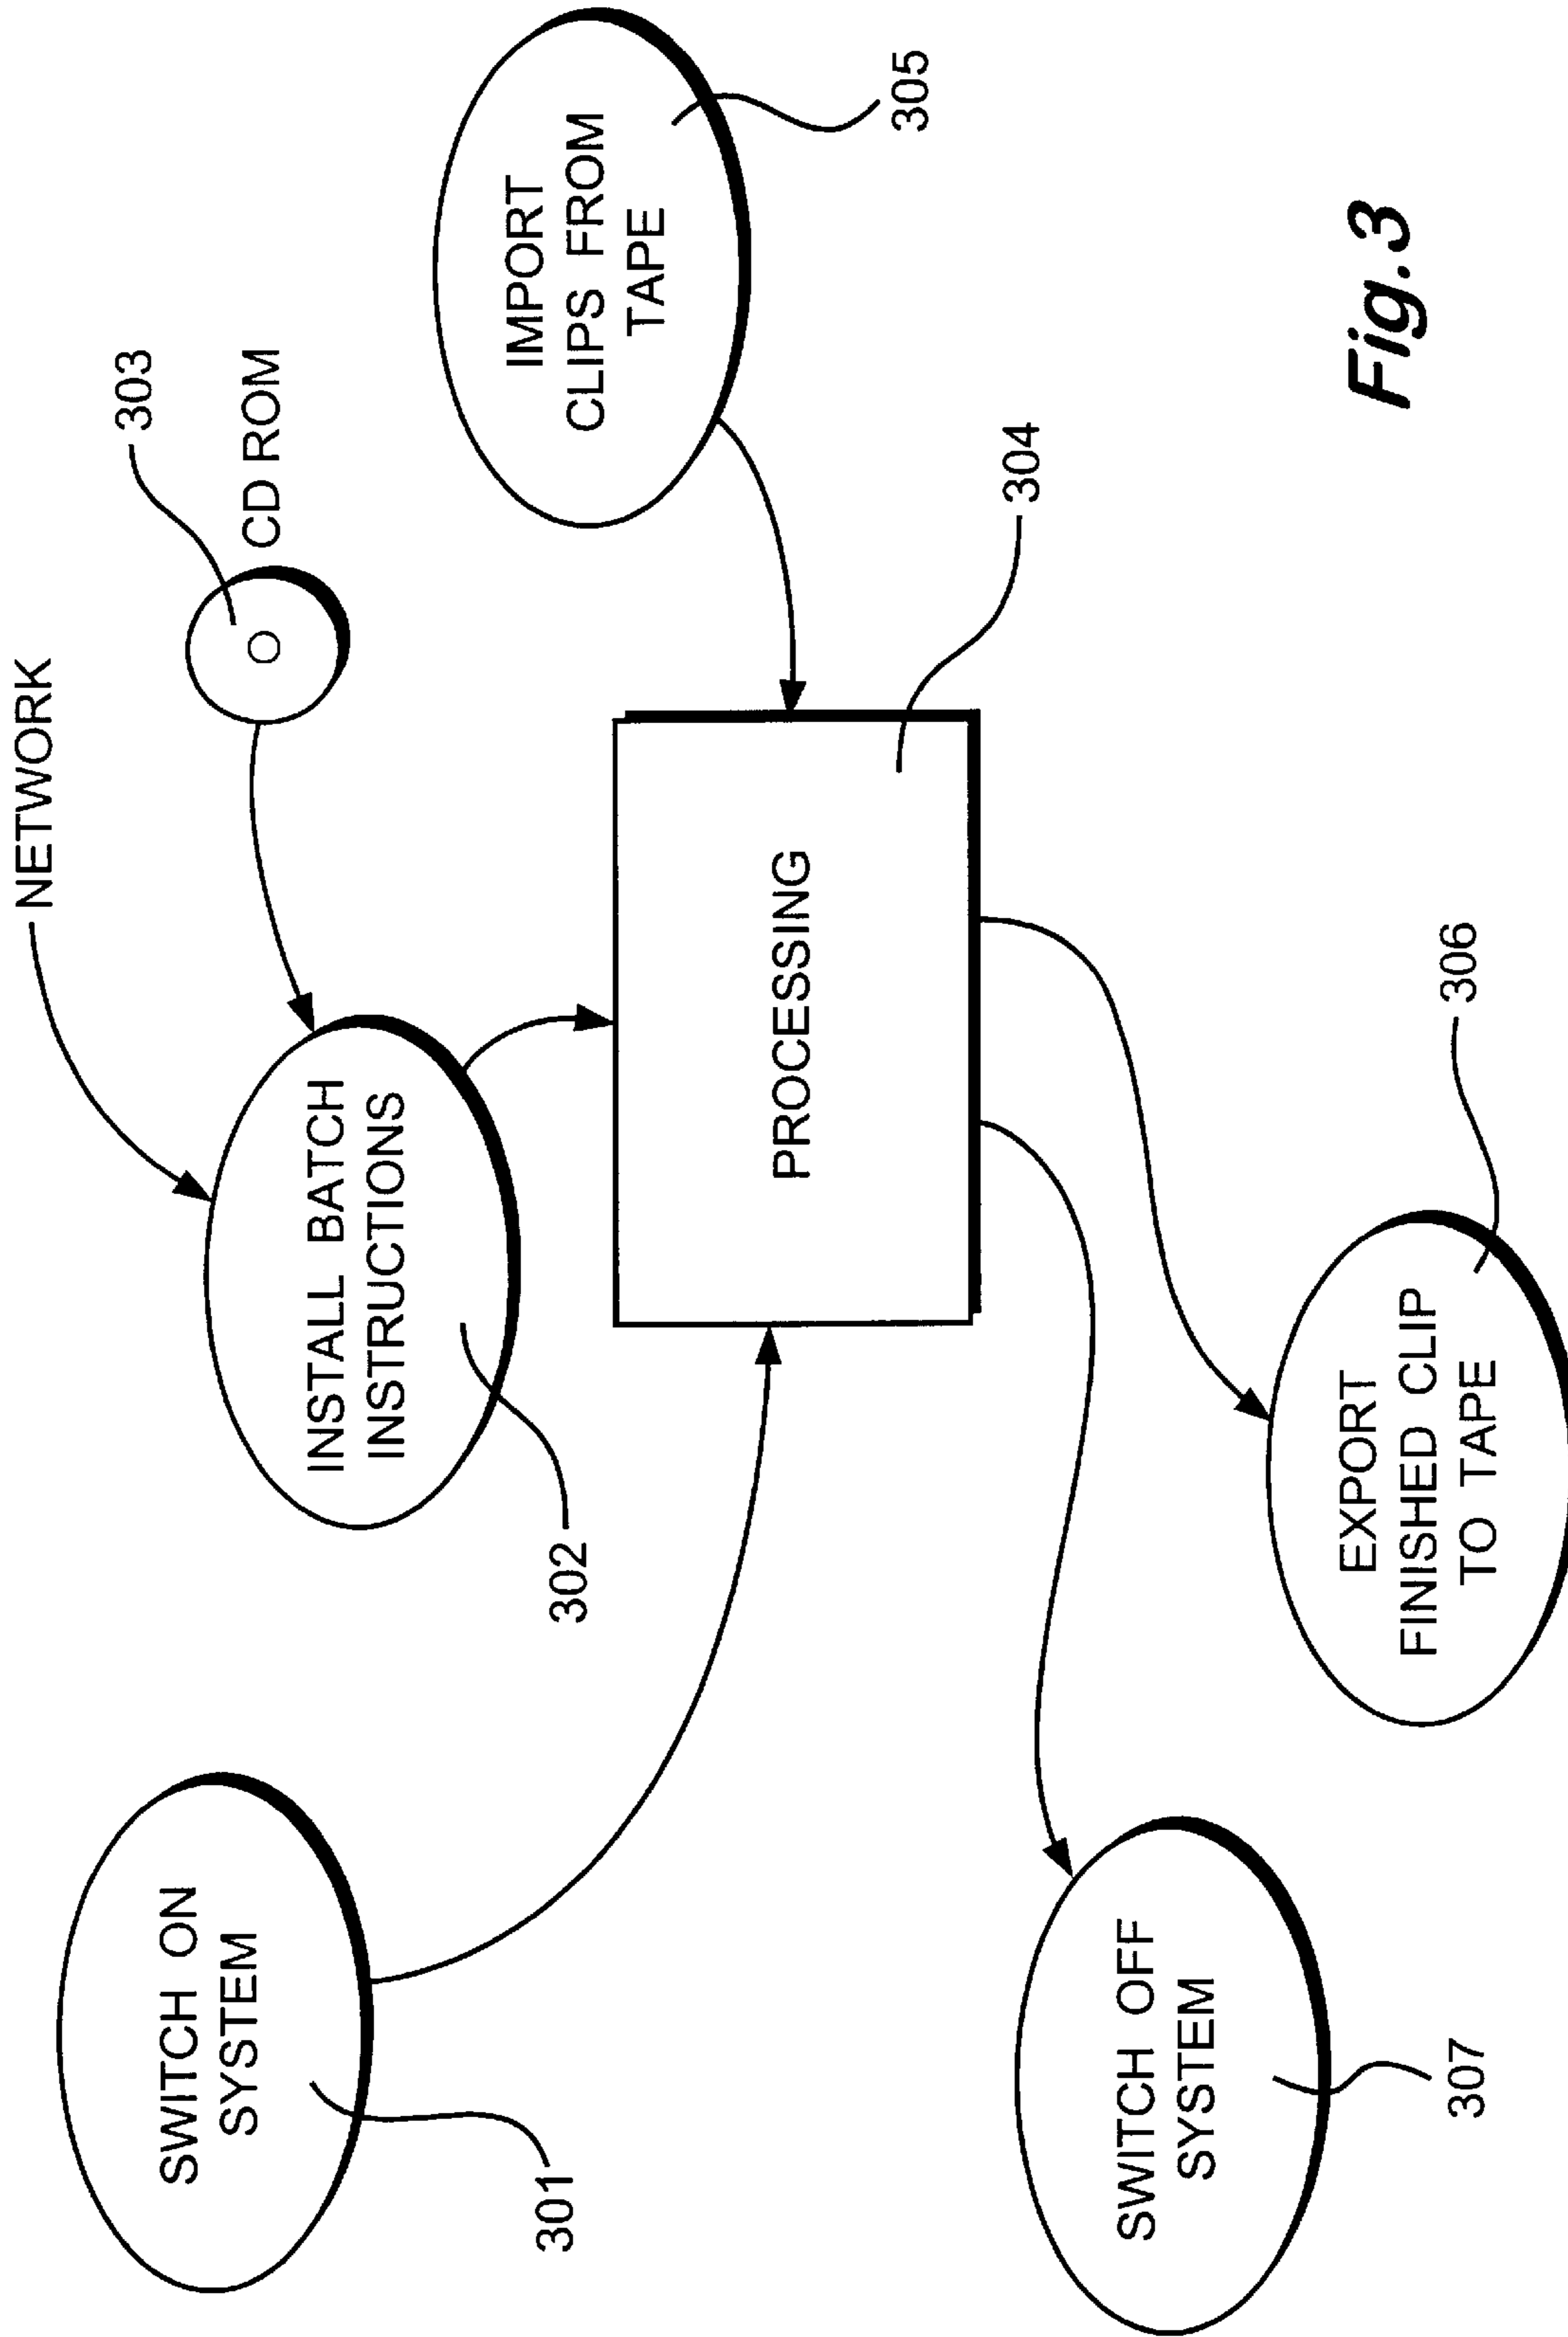 NETWORK
303
CD ROM
SWITCH ON
SYSTEM
301
INSTALL BATCH
INSTRUCTIONS
302
IMPORT
CLIPS FROM
TAPE
305
PROCESSING
304
SWITCH OFF
SYSTEM
307
EXPORT
FINISHED CLIP
TO TAPE
306
Fig.3